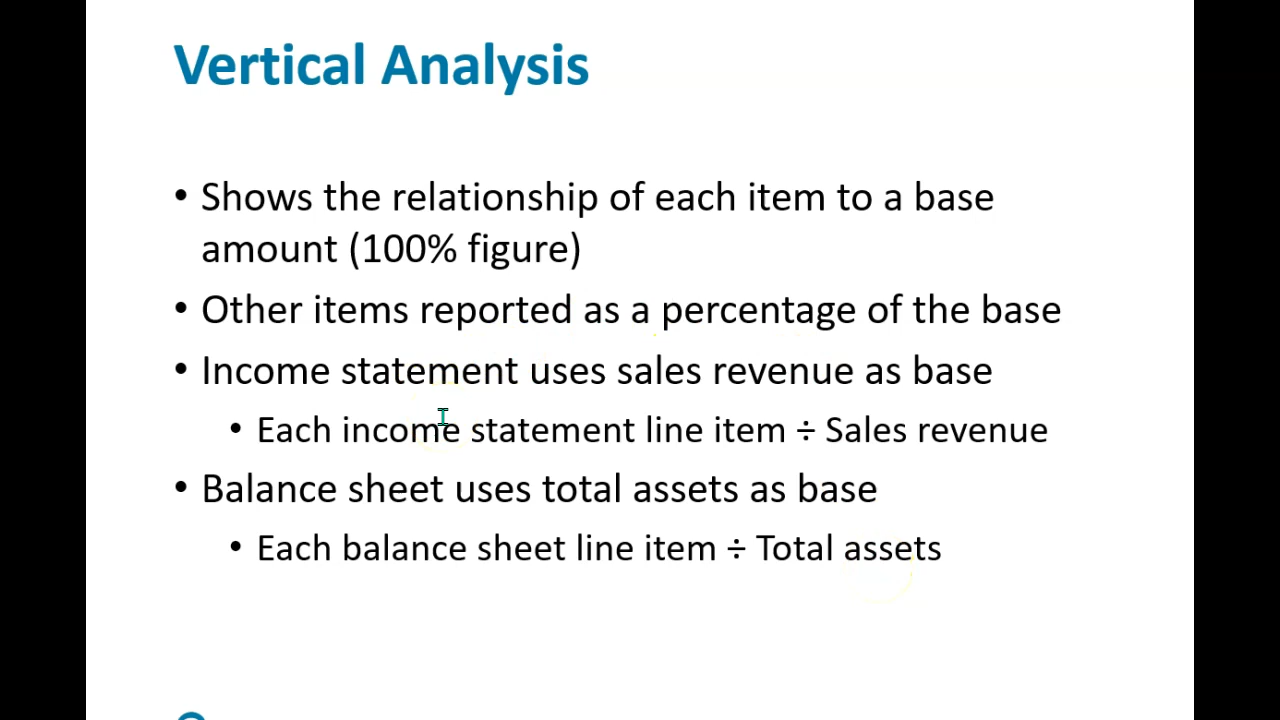 Vertical Analysis
• Shows the relationship of each item to a base
amount (100% figure)
• Other items reported as a percentage of the base
• Income statement uses sales revenue as base
• Each income statement line item ÷ Sales revenue
• Balance sheet uses total assets as base
• Each balance sheet line item ÷ Total assets